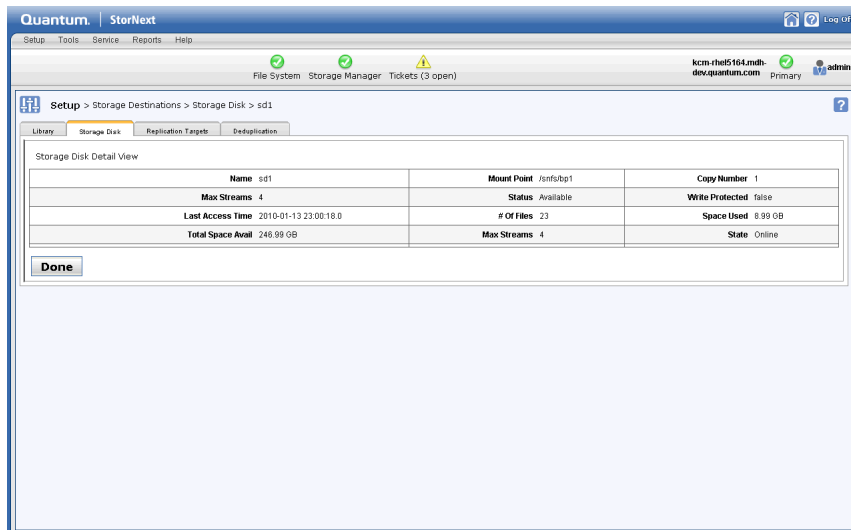 Quantum. StorNext Log Of
Setup Tools Service Reports Help
File System Storage Manager Tickets (3 open) kcm-rhel5164.mdh-dev.quantum.com Primary admin
Setup > Storage Destinations > Storage Disk > sd1 ?
Library Storage Disk Replication Targets Deduplication
Storage Disk Detail View
Name sd1 Mount Point /snfs/bp1 Copy Number 1
Max Streams 4 Status Available Write Protected false
Last Access Time 2010-01-13 23:00:18.0 # Of Files 23 Space Used 8.99 GB
Total Space Avail 246.99 GB Max Streams 4 State Online
Done